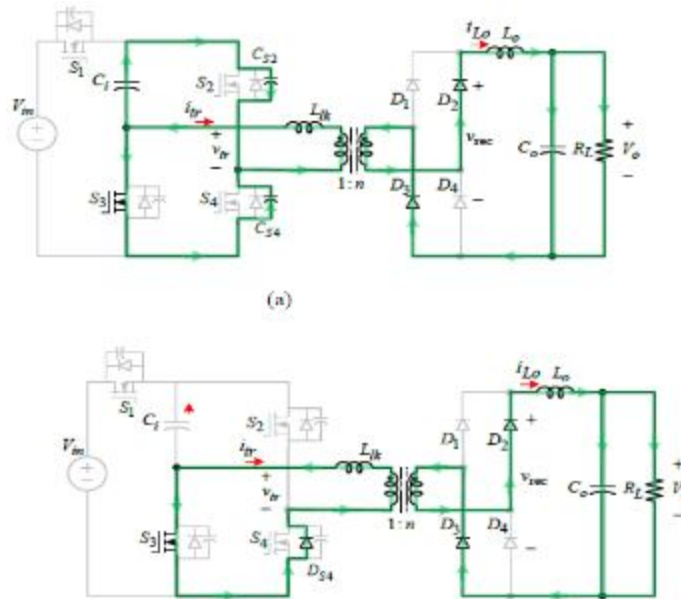 S1
Vin
Ci
S2
CS2
itr
Llk
+
vtr
−
1:n
S3
S4
CS4
iLo
Lo
D1
D2
+
vsec
D3
D4
−
Co
RL
+
Vo
−
(a)
S1
Vin
Ci
S2
itr
Llk
+
vtr
−
1:n
S3
S4
DS4
iLo
Lo
D1
D2
+
vsec
D3
D4
−
Co
RL
+
V
−